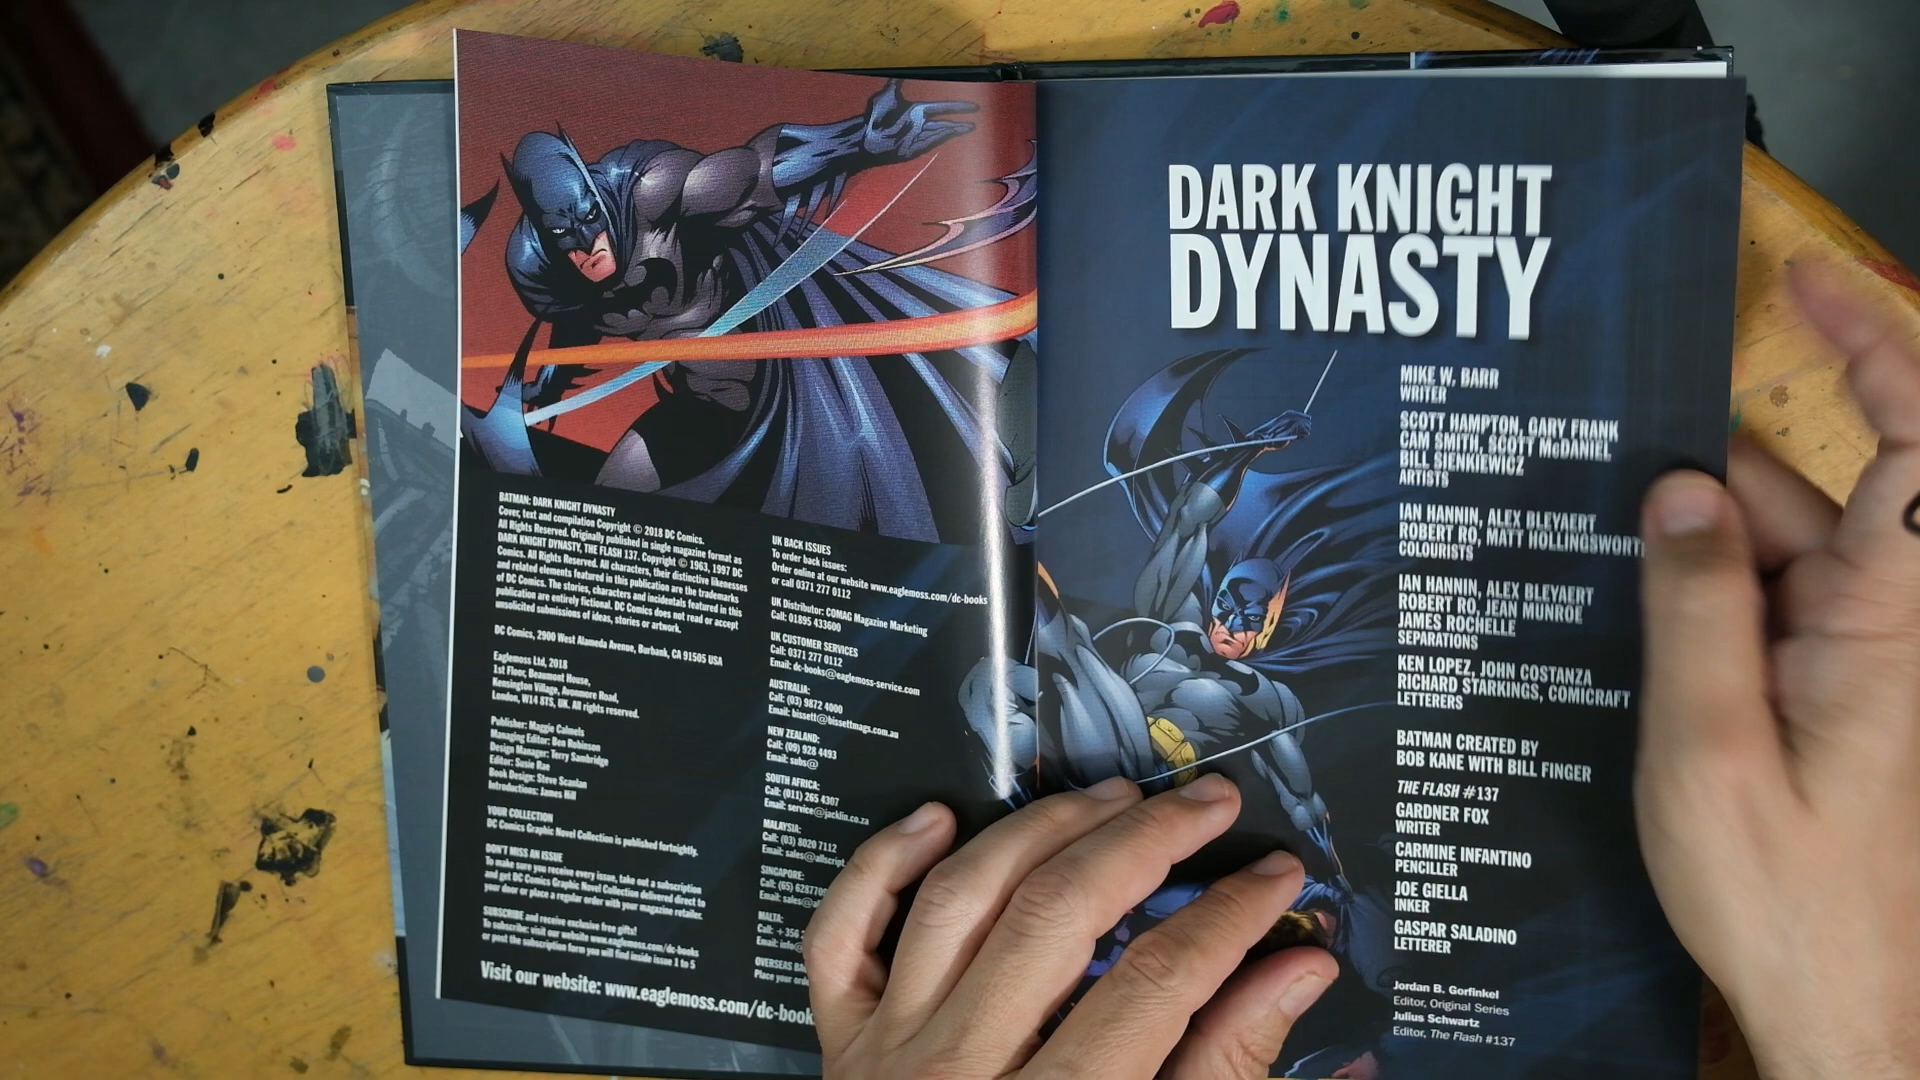 BATMAN: DARK KNIGHT DYNASTY
Cover, text and compilation Copyright © 2018 DC Comics.
All Rights Reserved. Originally published in single magazine format as
DARK KNIGHT DYNASTY, THE FLASH 137. Copyright © 1963, 1997 DC
Comics. All Rights Reserved. All characters, their distinctive likenesses
and related elements featured in this publication are the trademarks
of DC Comics. The stories, characters and incidentals featured in this
publication are entirely fictional. DC Comics does not read or accept
unsolicited submissions of ideas, stories or artwork.
DC Comics, 2900 West Alameda Avenue, Burbank, CA 91505 USA
Eaglemoss Ltd, 2018
1st Floor, Beaumont House,
Kensington Village, Avonmore Road,
London, W14 8TS, UK. All rights reserved.
Publisher: Maggie Calmels
Managing Editor: Ben Robinson
Design Manager: Terry Sambridge
Editor: Susie Rae
Book Design: Steve Scanlan
Introductions: James Hill
YOUR COLLECTION
DC Comics Graphic Novel Collection is published fortnightly.
DON'T MISS AN ISSUE
To make sure you receive every issue, take out a subscription
and get DC Comics Graphic Novel Collection delivered direct to
your door or place a regular order with your magazine retailer.
SUBSCRIBE and receive exclusive free gifts!
To subscribe: visit our website www.eaglemoss.com/dc-books
or post the subscription form you will find inside issue 1 to 5
Visit our website: www.eaglemoss.com/dc-book
UK BACK ISSUES
To order back issues:
Order online at our website www.eaglemoss.com/dc-books
or call 0371 277 0112
UK Distributor: COMAG Magazine Marketing
Call: 01895 433600
UK CUSTOMER SERVICES
Call: 0371 277 0112
Email: dc-books@eaglemoss-service.com
AUSTRALIA:
Call: (03) 9872 4000
Email: bissett@bissettmags.com.au
NEW ZEALAND:
Call: (09) 928 4493
Email: subs@
SOUTH AFRICA:
Call: (011) 265 4307
Email: service@jacklin.co.za
MALAYSIA:
Call: (03) 8020 7112
Email: sales@allscript
SINGAPORE:
Call: (65)
Email: sales@
MALTA:
Call: +356
Email: info@
OVERSEAS
Place your
DARK KNIGHT
DYNASTY
MIKE W. BARR
WRITER
SCOTT HAMPTON, GARY FRANK
CAM SMITH, SCOTT McDANIEL
BILL SIENKIEWICZ
ARTISTS
IAN HANNIN, ALEX BLEYAERT
ROBERT RO, MATT HOLLINGSWORT
COLOURISTS
IAN HANNIN, ALEX BLEYAERT
ROBERT RO, JEAN MUNROE
JAMES ROCHELLE
SEPARATIONS
KEN LOPEZ, JOHN COSTANZA
RICHARD STARKINGS, COMICRAFT
LETTERERS
BATMAN CREATED BY
BOB KANE WITH BILL FINGER
THE FLASH #137
GARDNER FOX
WRITER
CARMINE INFANTINO
PENCILLER
JOE GIELLA
INKER
GASPAR SALADINO
LETTERER
Jordan B. Gorfinkel
Editor, Original Series
Julius Schwartz
Editor, The Flash #137